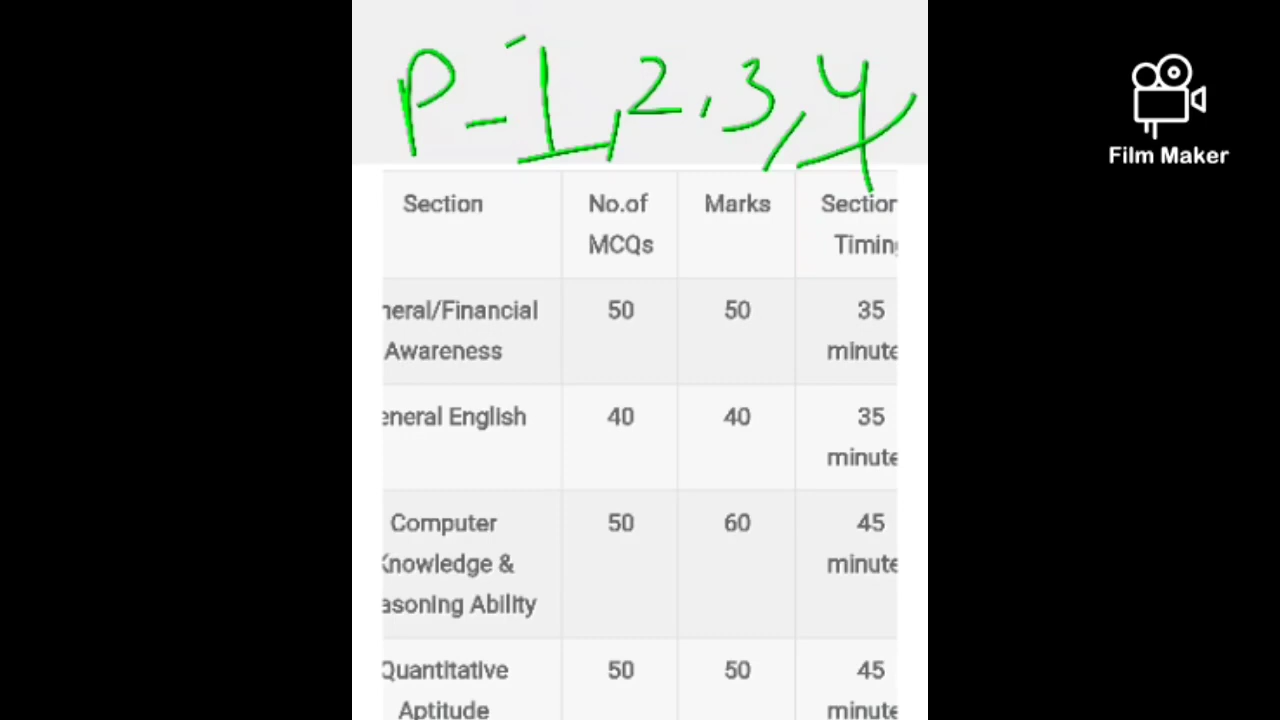 P-1,2,3,4
Film Maker
Section No.of Marks Section
MCQs Timing
neral/Financial 50 50 35
Awareness minute
eneral English 40 40 35
minute
Computer 50 60 45
Knowledge & minute
asoning Ability
Quantitative 50 50 45
Aptitude minute